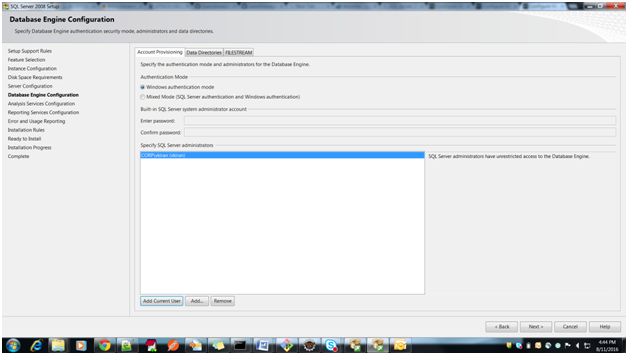 SQL Server 2008 Setup
Database Engine Configuration
Specify Database Engine authentication security mode, administrators and data directories.
Setup Support Rules
Feature Selection
Instance Configuration
Disk Space Requirements
Server Configuration
Database Engine Configuration
Analysis Services Configuration
Reporting Services Configuration
Error and Usage Reporting
Installation Rules
Ready to Install
Installation Progress
Complete
Account Provisioning Data Directories FILESTREAM
Specify the authentication mode and administrators for the Database Engine.
Authentication Mode
Windows authentication mode
Mixed Mode (SQL Server authentication and Windows authentication)
Built-in SQL Server system administrator account
Enter password:
Confirm password:
Specify SQL Server administrators
SQL Server administrators have unrestricted access to the Database Engine.
Add Current User Add... Remove
< Back Next > Cancel Help
4:44 PM
8/11/2016